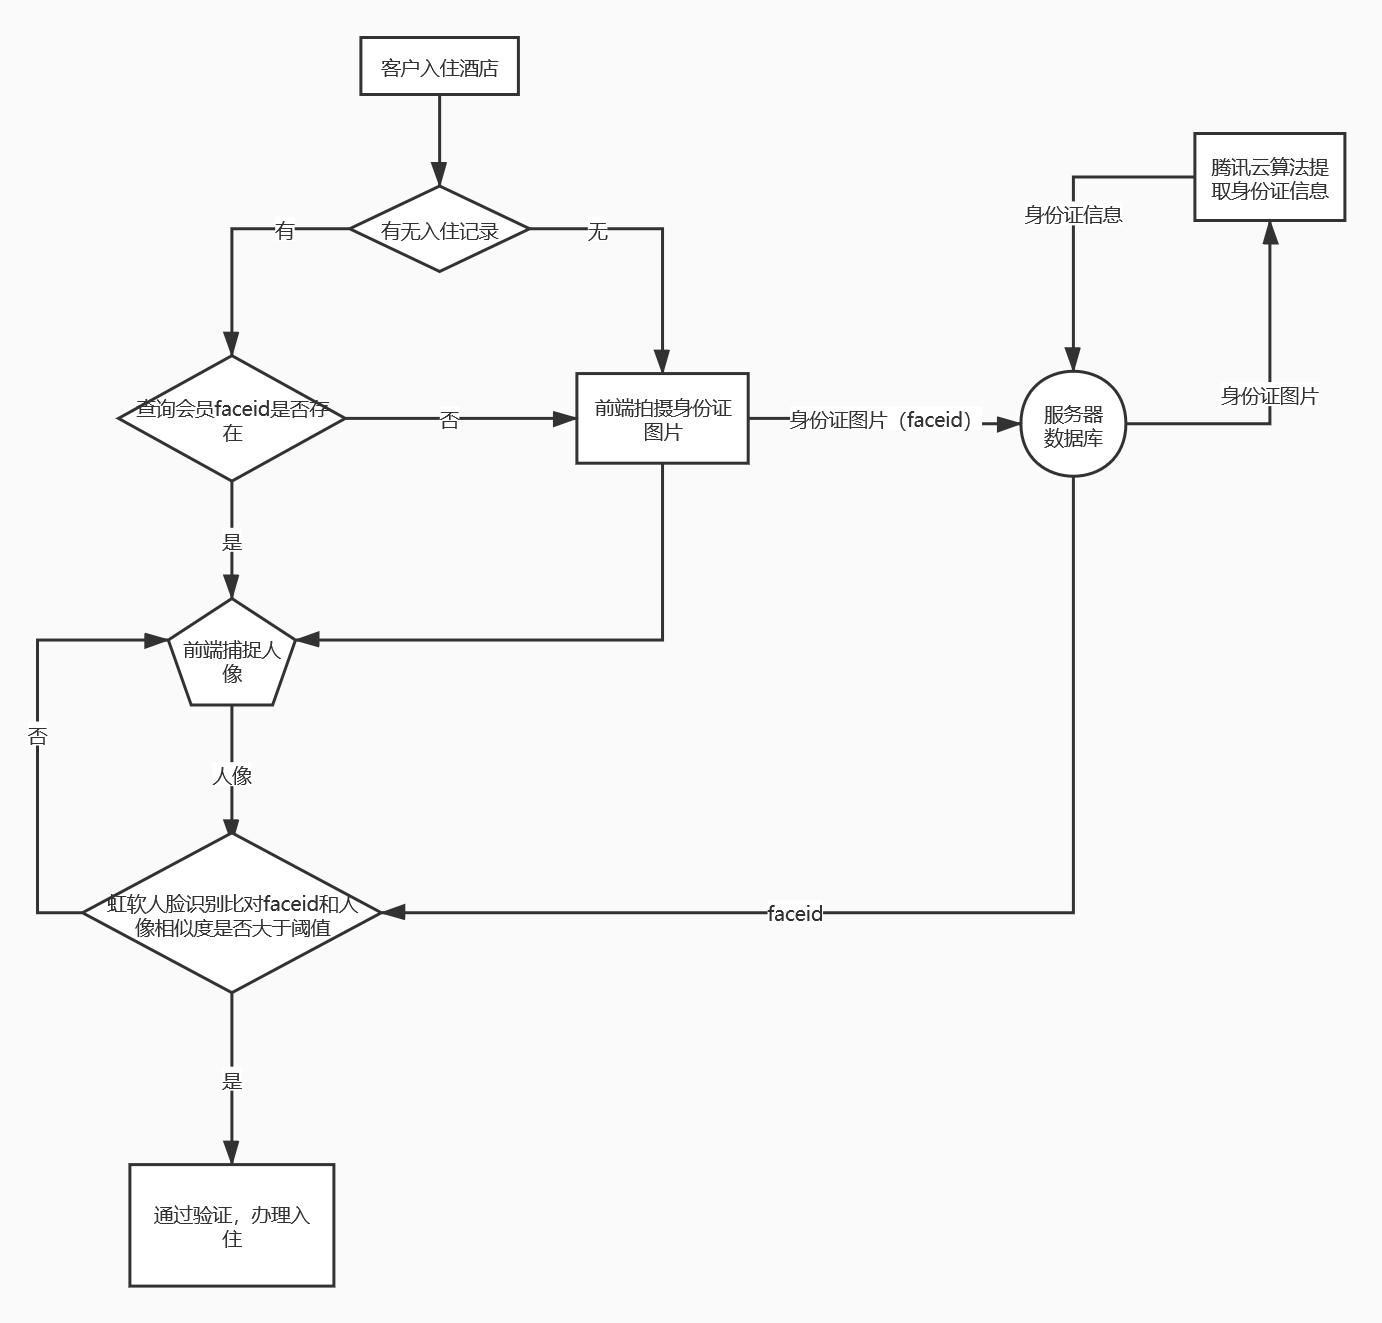 客户入住酒店
腾讯云算法提
取身份证信息
身份证信息
有
有无入住记录
无
身份证图片
查询会员faceid是否存
在
否
前端拍摄身份证
图片
身份证图片（faceid）
服务器
数据库
是
前端捕捉人
像
否
人像
虹软人脸识别比对faceid和人
像相似度是否大于阈值
faceid
是
通过验证，办理入
住